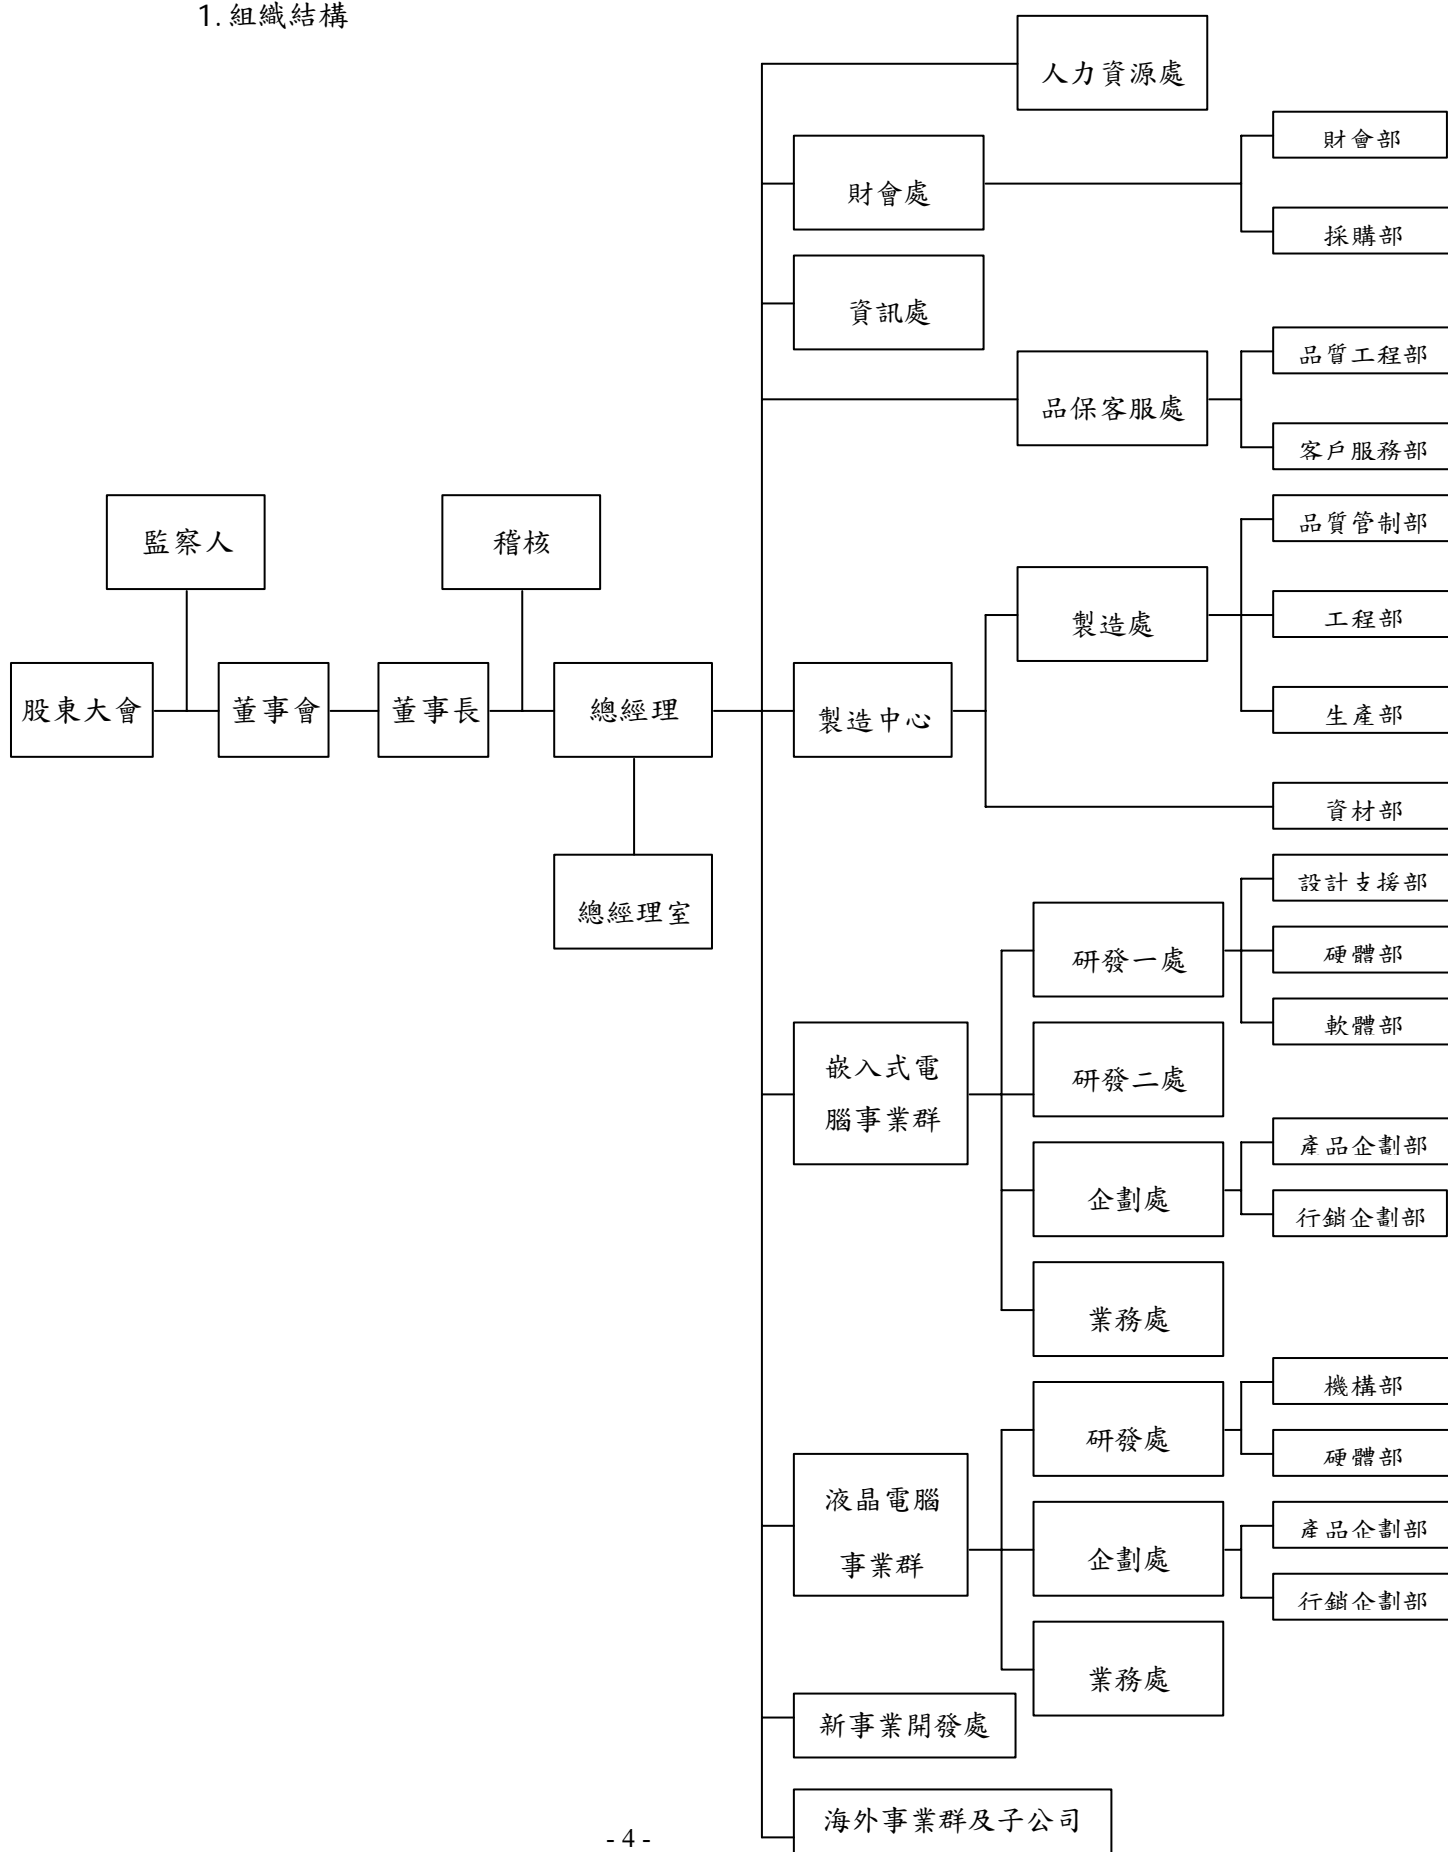 1.組織結構
人力資源處
財會部
財會處
採購部
資訊處
品質工程部
品保客服處
客戶服務部
品質管制部
監察人
稽核
製造處
工程部
股東大會
董事會
董事長
總經理
製造中心
生產部
資材部
總經理室
設計支援部
研發一處
硬體部
軟體部
嵌入式電
腦事業群
研發二處
產品企劃部
企劃處
行銷企劃部
業務處
機構部
研發處
硬體部
液晶電腦
事業群
產品企劃部
企劃處
行銷企劃部
業務處
新事業開發處
海外事業群及子公司
- 4 -